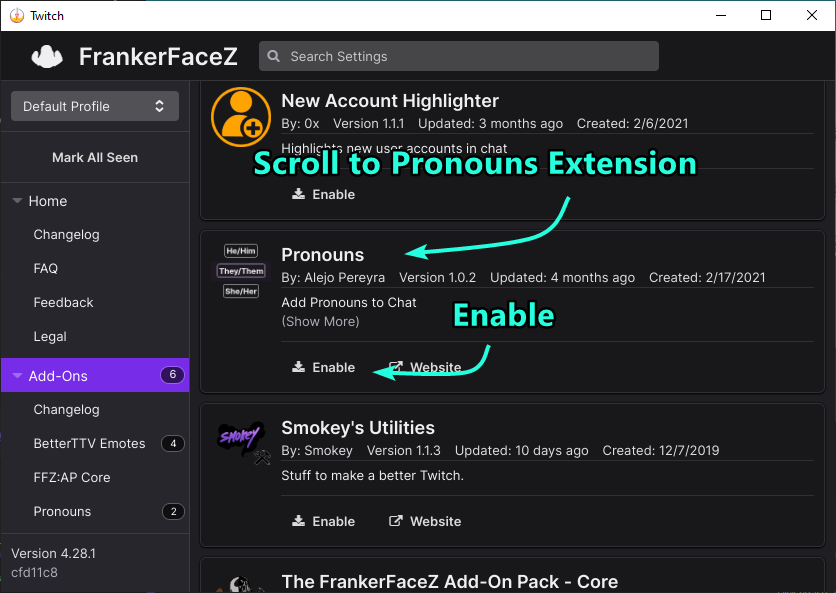 Twitch
FrankerFaceZ
Search Settings
Default Profile
Mark All Seen
Home
Changelog
FAQ
Feedback
Legal
Add-Ons 6
Changelog
BetterTTV Emotes 4
FFZ:AP Core
Pronouns 2
Version 4.28.1
cfd11c8
New Account Highlighter
By: 0x Version 1.1.1 Updated: 3 months ago Created: 2/6/2021
Highlights new user accounts in chat
Scroll to Pronouns Extension
Enable
He/Him
They/Them
She/Her
Pronouns
By: Alejo Pereyra Version 1.0.2 Updated: 4 months ago Created: 2/17/2021
Add Pronouns to Chat
(Show More)
Enable
Enable Website
SMOKEY
Smokey's Utilities
By: Smokey Version 1.1.3 Updated: 10 days ago Created: 12/7/2019
Stuff to make a better Twitch.
Enable Website
The FrankerFaceZ Add-On Pack - Core